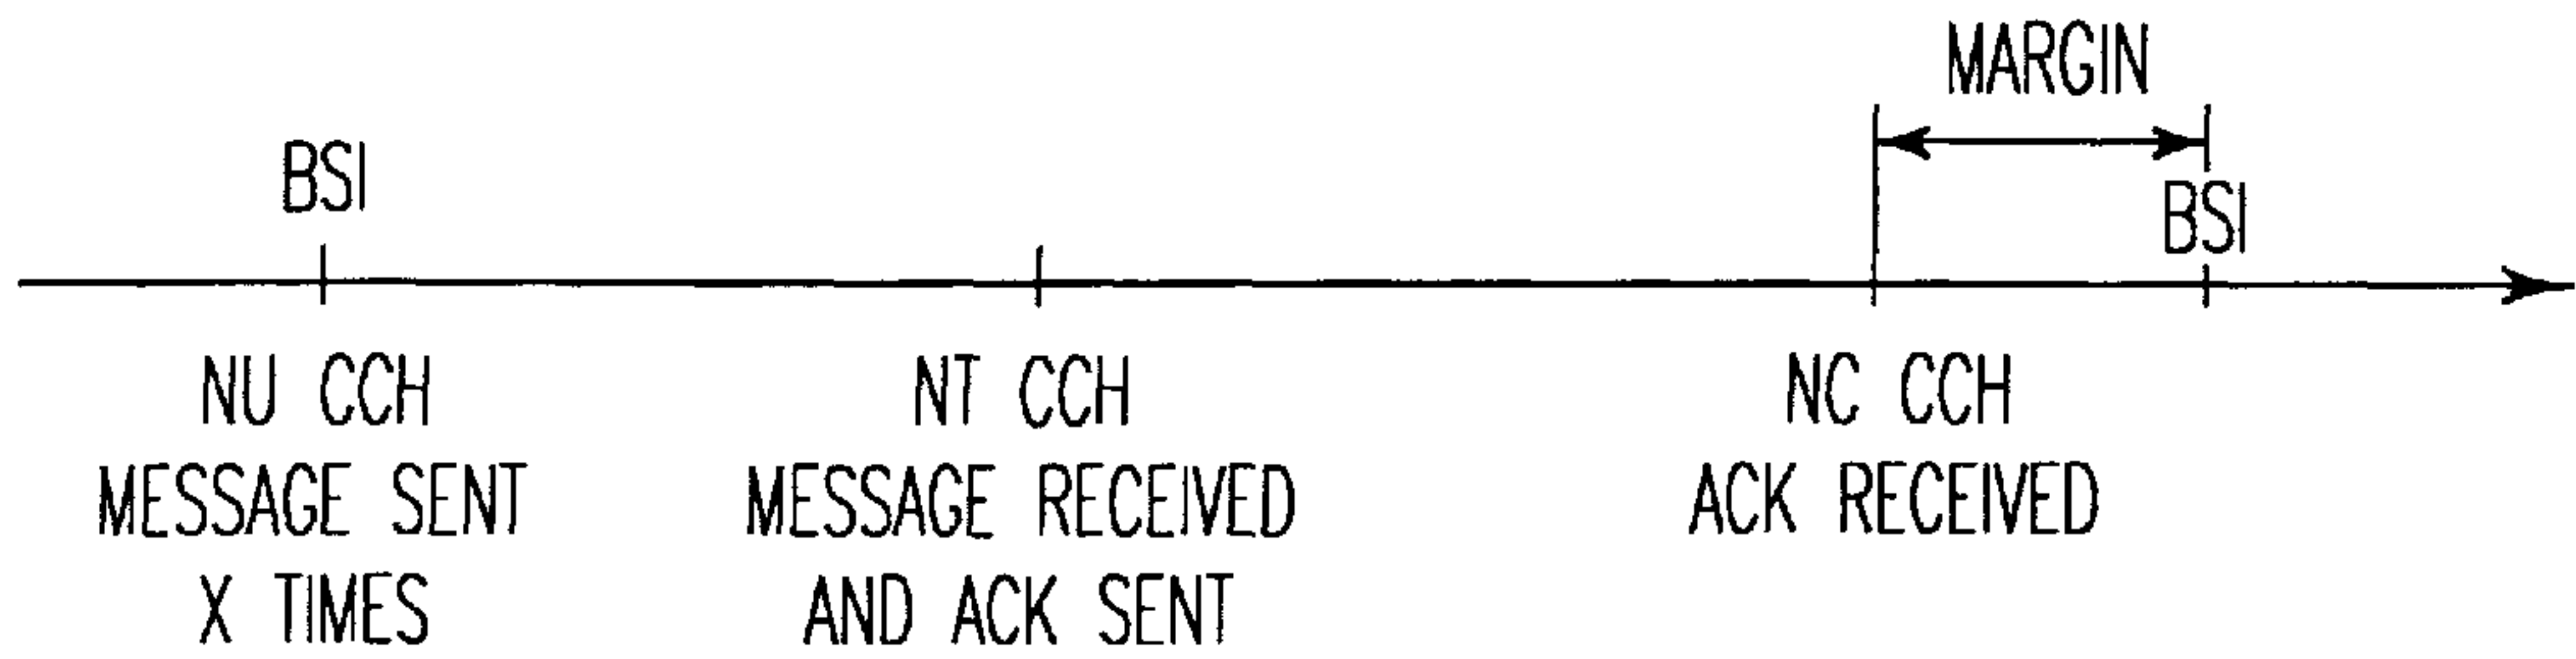 MARGIN
BSI
BSI
NU CCH
MESSAGE SENT
X TIMES
NT CCH
MESSAGE RECEIVED
AND ACK SENT
NC CCH
ACK RECEIVED